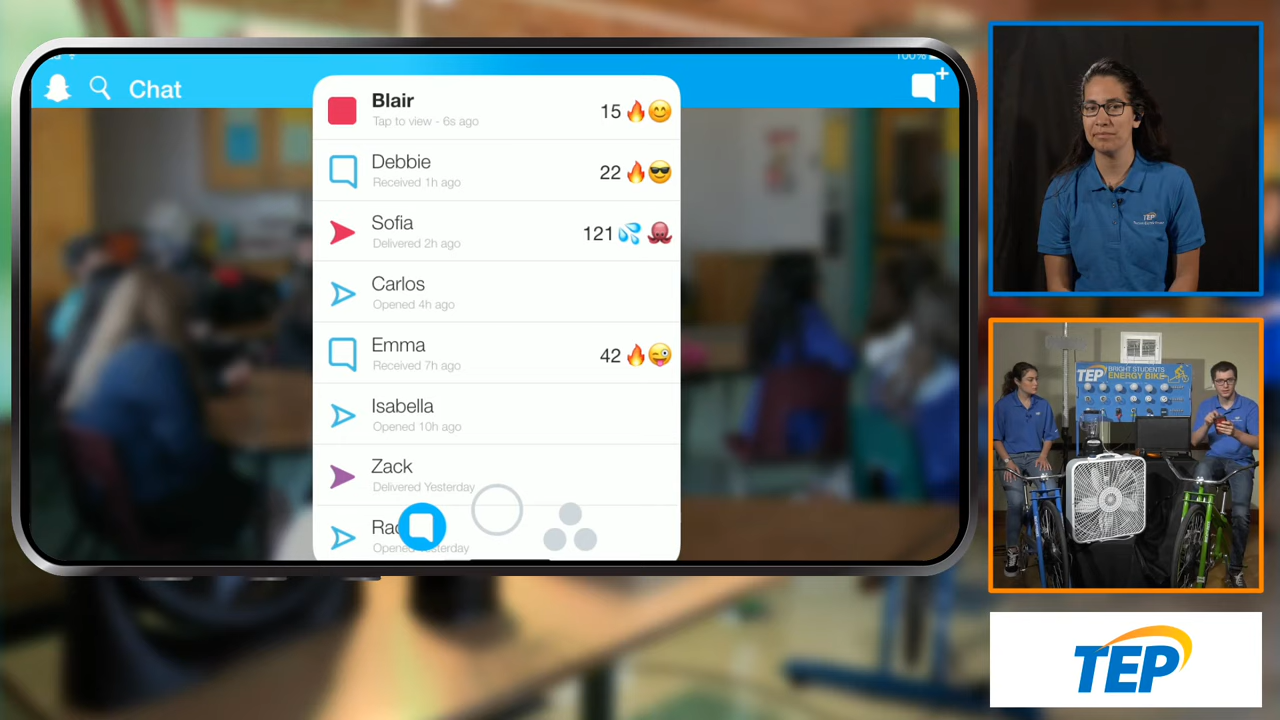 100%
Chat
Blair
Tap to view - 6s ago
15 🔥😊
Debbie
Received 1h ago
22 🔥😎
Sofia
Delivered 2h ago
121 💦🐙
Carlos
Opened 4h ago
Emma
Received 7h ago
42 🔥😜
Isabella
Opened 10h ago
Zack
Delivered Yesterday
TEP
TEP
BRIGHT STUDENTS
ENERGY BIKE
TEP